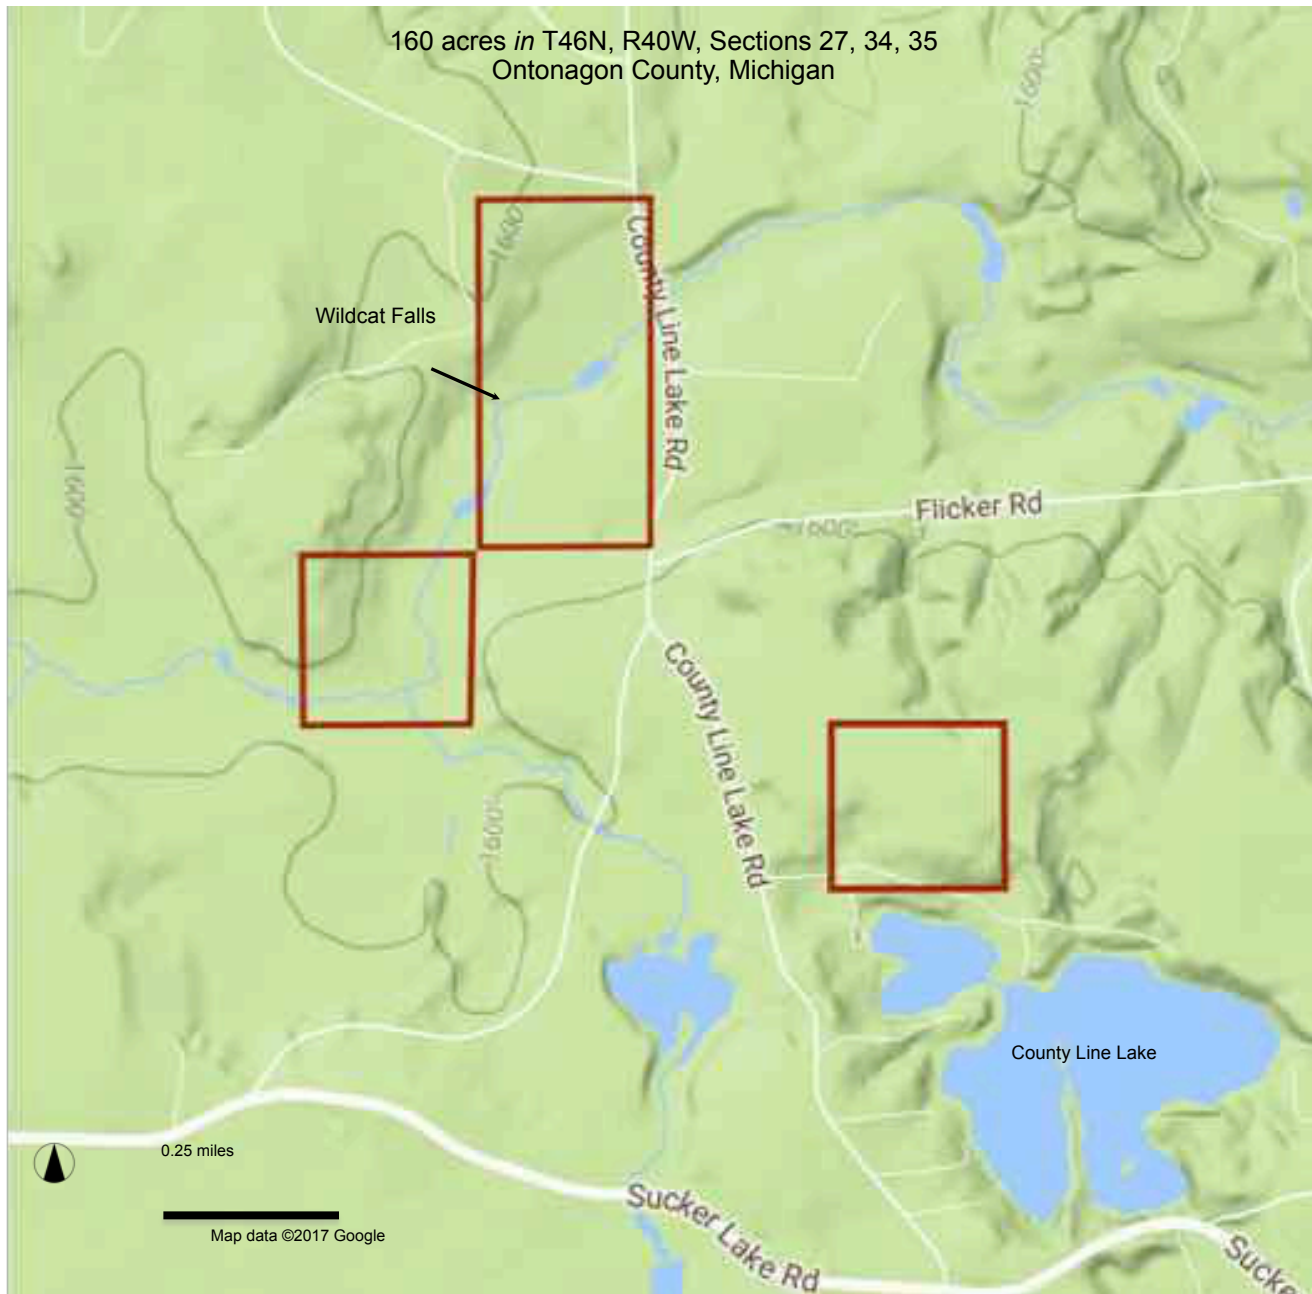 160 acres in T46N, R40W, Sections 27, 34, 35
Ontonagon County, Michigan
1600
1600
County Line Lake Rd
Wildcat Falls
1600
Flicker Rd
1600
County Line Lake Rd
1600
County Line Lake
0.25 miles
Map data ©2017 Google
Sucker Lake Rd
Sucke